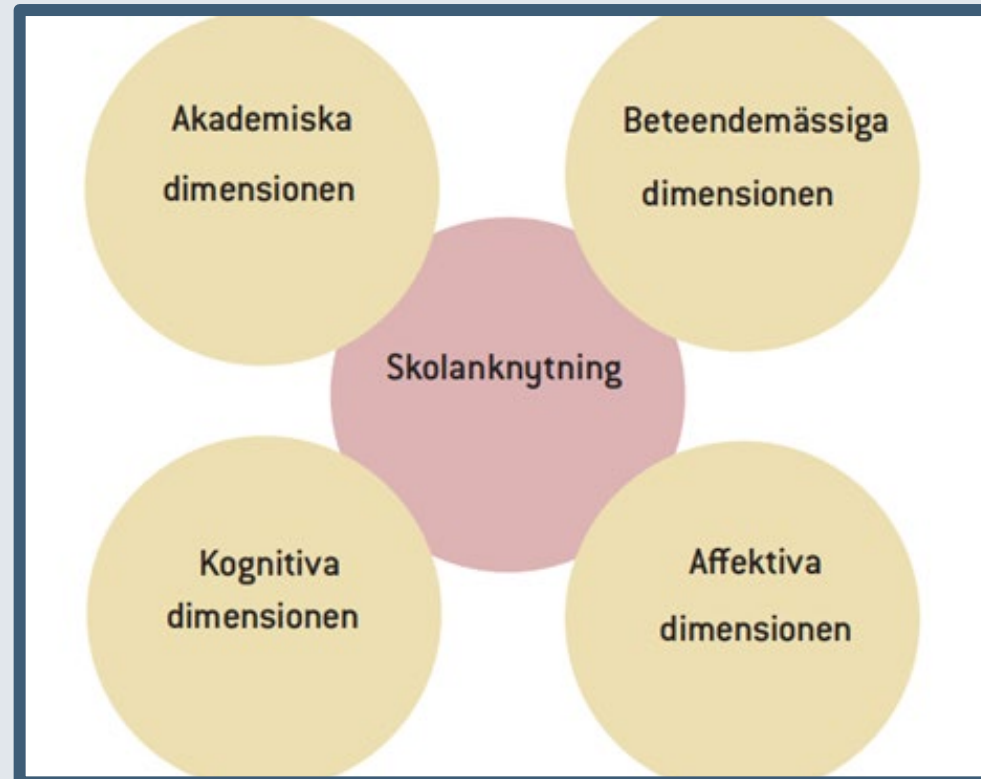 Akademiska
dimensionen
Beteendemässiga
dimensionen
Skolanknytning
Kognitiva
dimensionen
Affektiva
dimensionen